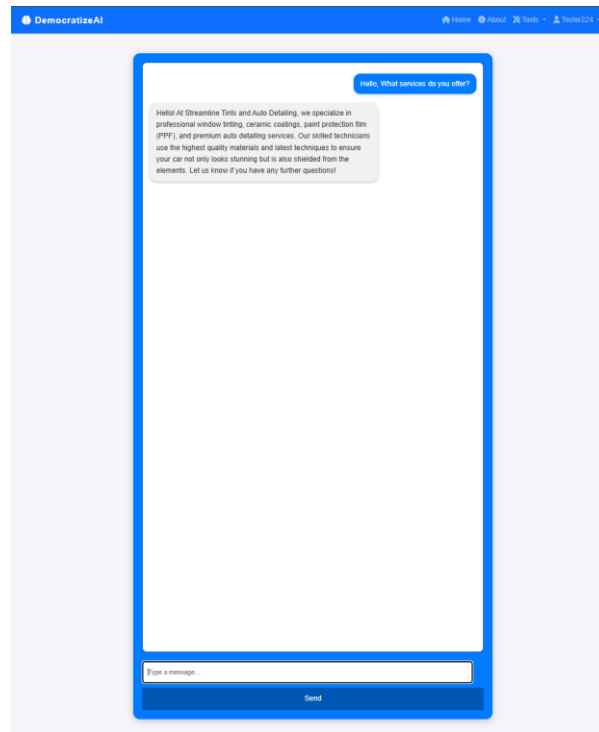 DemocratizeAI
Home About Tools Tester224
Hello, What services do you offer?
Hello! At Streamline Tints and Auto Detailing, we specialize in
professional window tinting, ceramic coatings, paint protection film
(PPF), and premium auto detailing services. Our skilled technicians
use the highest quality materials and latest techniques to ensure
your car not only looks stunning but is also shielded from the
elements. Let us know if you have any further questions!
Type a message...
Send